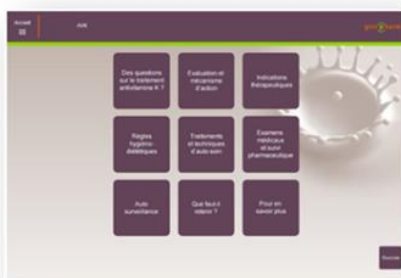 Accueil
AVK
Des questions
sur le traitement
antivitamine K ?
Evaluation et
mécanisme
d'action
Indications
thérapeutiques
Règles
hygiéno-
diététiques
Traitements
et techniques
d'auto soin
Examens
médicaux
et suivi
pharmaceutique
Auto
surveillance
Que faut-il
retenir ?
Pour en
savoir plus